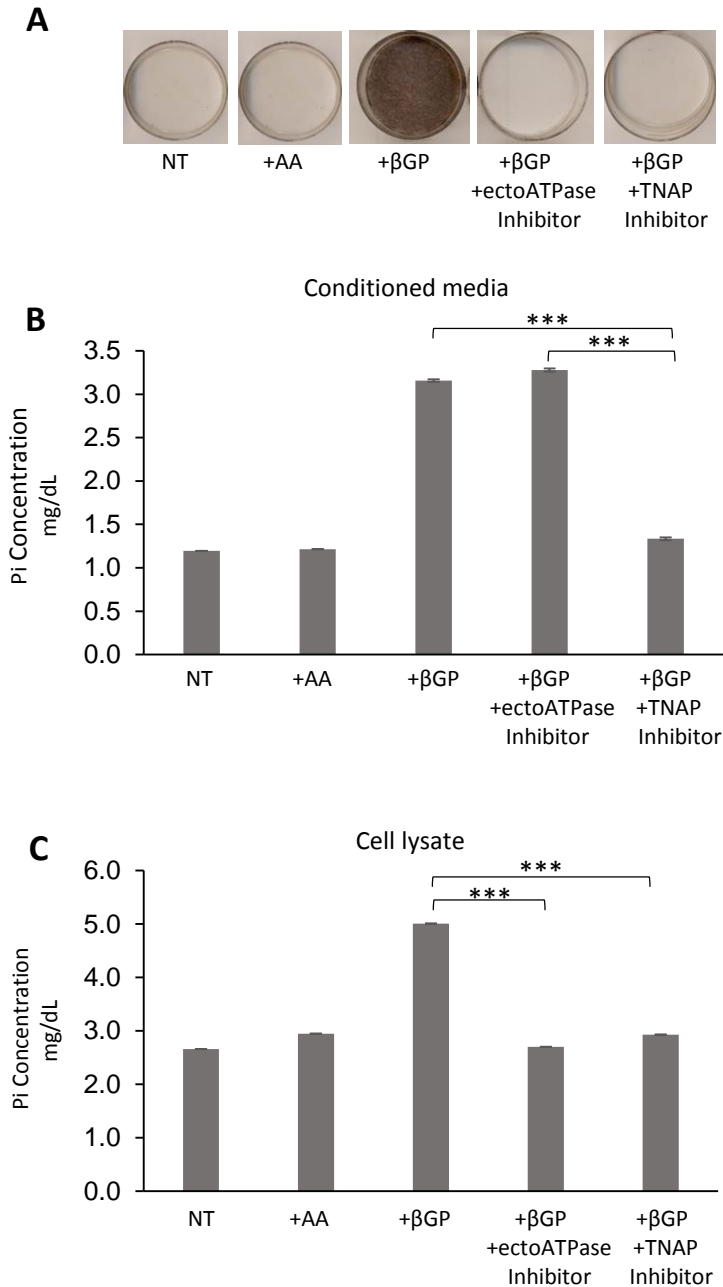 A
NT
+AA
+βGP
+βGP
+ectoATPase
Inhibitor
+βGP
+TNAP
Inhibitor
Conditioned media
B
***
***
3.5
3.0
2.5
2.0
1.5
1.0
0.5
0.0
Pi Concentration
mg/dL
NT
+AA
+βGP
+βGP
+ectoATPase
Inhibitor
+βGP
+TNAP
Inhibitor
C
Cell lysate
***
***
6.0
5.0
4.0
3.0
2.0
1.0
0.0
Pi Concentration
mg/dL
NT
+AA
+βGP
+βGP
+ectoATPase
Inhibitor
+βGP
+TNAP
Inhibitor